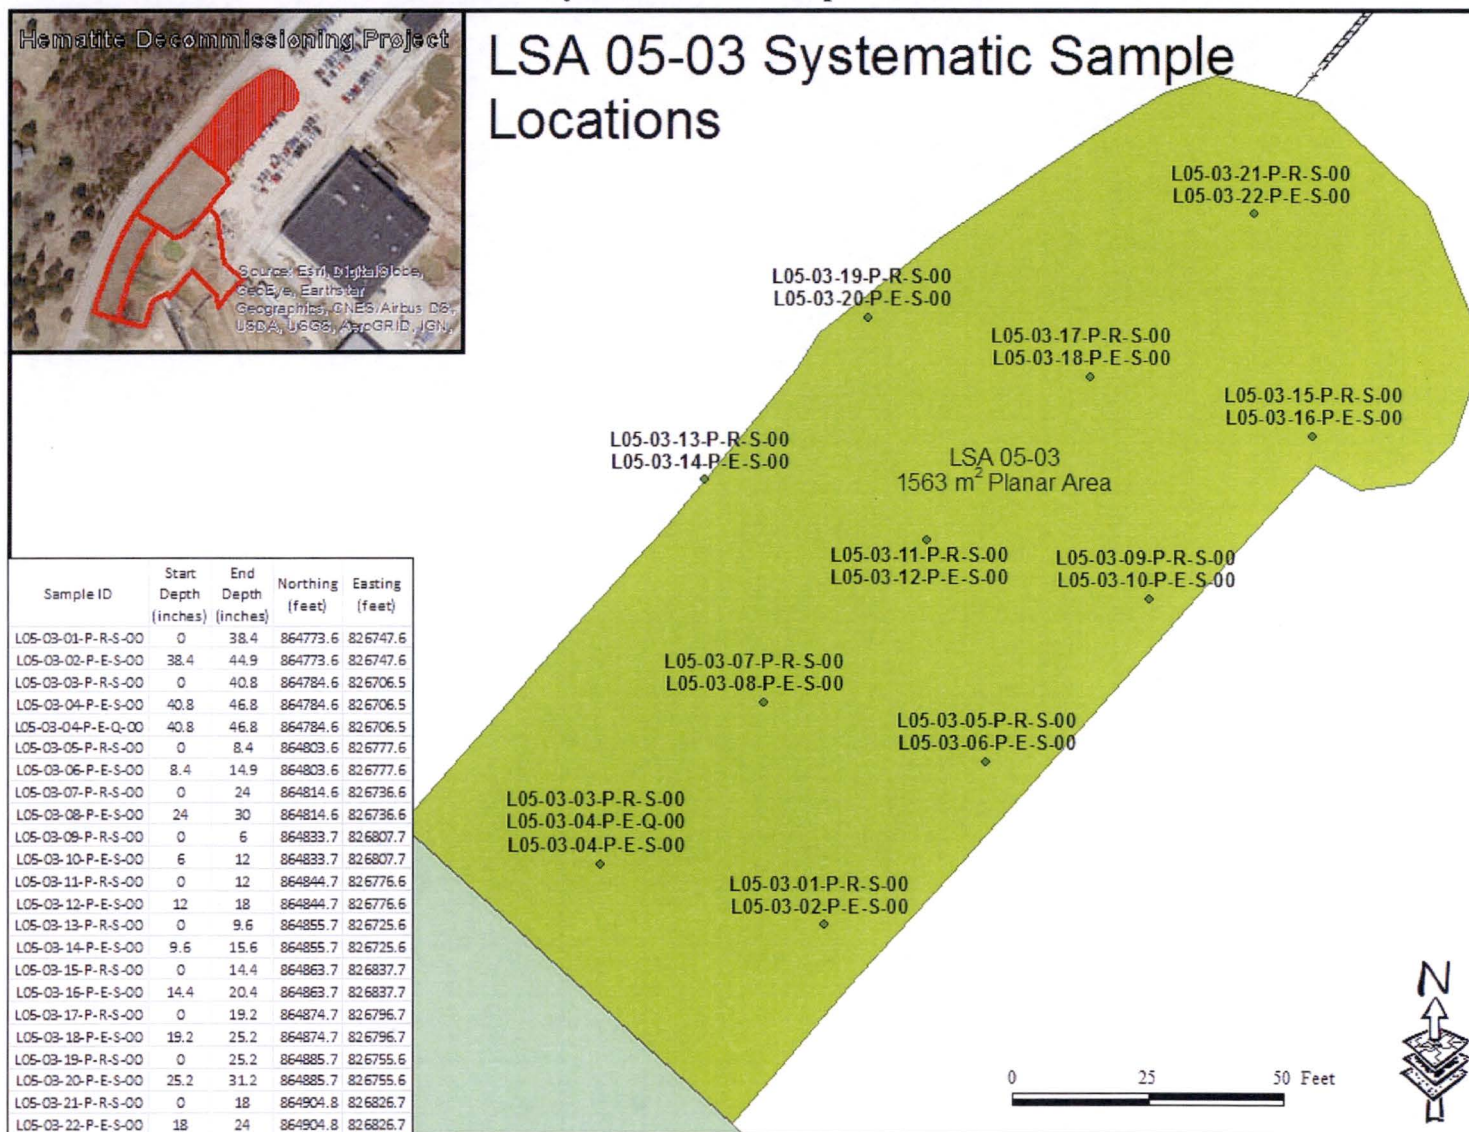 Hematite Decommissioning Project
Source: Esri, DigitalGlobe,
GeoEye, Earthstar
Geographics, CNES/Airbus DS,
USDA, USGS, AeroGRID, IGN,
LSA 05-03 Systematic Sample
Locations
L05-03-21-P-R-S-00
L05-03-22-P-E-S-00
L05-03-19-P-R-S-00
L05-03-20-P-E-S-00
L05-03-17-P-R-S-00
L05-03-18-P-E-S-00
L05-03-15-P-R-S-00
L05-03-16-P-E-S-00
L05-03-13-P-R-S-00
L05-03-14-P-E-S-00
LSA 05-03
1563 m² Planar Area
L05-03-11-P-R-S-00
L05-03-12-P-E-S-00
L05-03-09-P-R-S-00
L05-03-10-P-E-S-00
L05-03-07-P-R-S-00
L05-03-08-P-E-S-00
L05-03-05-P-R-S-00
L05-03-06-P-E-S-00
L05-03-03-P-R-S-00
L05-03-04-P-E-Q-00
L05-03-04-P-E-S-00
L05-03-01-P-R-S-00
L05-03-02-P-E-S-00
Sample ID Start Depth (inches) End Depth (inches) Northing (feet) Easting (feet)
L05-03-01-P-R-S-00 0 38.4 864773.6 826747.6
L05-03-02-P-E-S-00 38.4 44.9 864773.6 826747.6
L05-03-03-P-R-S-00 0 40.8 864784.6 826706.5
L05-03-04-P-E-S-00 40.8 46.8 864784.6 826706.5
L05-03-04-P-E-Q-00 40.8 46.8 864784.6 826706.5
L05-03-05-P-R-S-00 0 8.4 864803.6 826777.6
L05-03-06-P-E-S-00 8.4 14.9 864803.6 826777.6
L05-03-07-P-R-S-00 0 24 864814.6 826736.6
L05-03-08-P-E-S-00 24 30 864814.6 826736.6
L05-03-09-P-R-S-00 0 6 864833.7 826807.7
L05-03-10-P-E-S-00 6 12 864833.7 826807.7
L05-03-11-P-R-S-00 0 12 864844.7 826776.6
L05-03-12-P-E-S-00 12 18 864844.7 826776.6
L05-03-13-P-R-S-00 0 9.6 864855.7 826725.6
L05-03-14-P-E-S-00 9.6 15.6 864855.7 826725.6
L05-03-15-P-R-S-00 0 14.4 864863.7 826837.7
L05-03-16-P-E-S-00 14.4 20.4 864863.7 826837.7
L05-03-17-P-R-S-00 0 19.2 864874.7 826796.7
L05-03-18-P-E-S-00 19.2 25.2 864874.7 826796.7
L05-03-19-P-R-S-00 0 25.2 864885.7 826755.6
L05-03-20-P-E-S-00 25.2 31.2 864885.7 826755.6
L05-03-21-P-R-S-00 0 18 864904.8 826826.7
L05-03-22-P-E-S-00 18 24 864904.8 826826.7
N
0 25 50 Feet